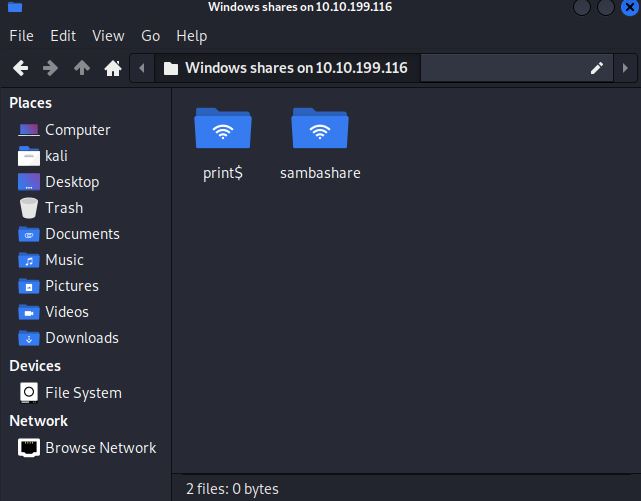 Windows shares on 10.10.199.116
File Edit View Go Help
Windows shares on 10.10.199.116
Places
Computer
kali
Desktop
Trash
Documents
Music
Pictures
Videos
Downloads
Devices
File System
Network
Browse Network
print$ sambashare
2 files: 0 bytes